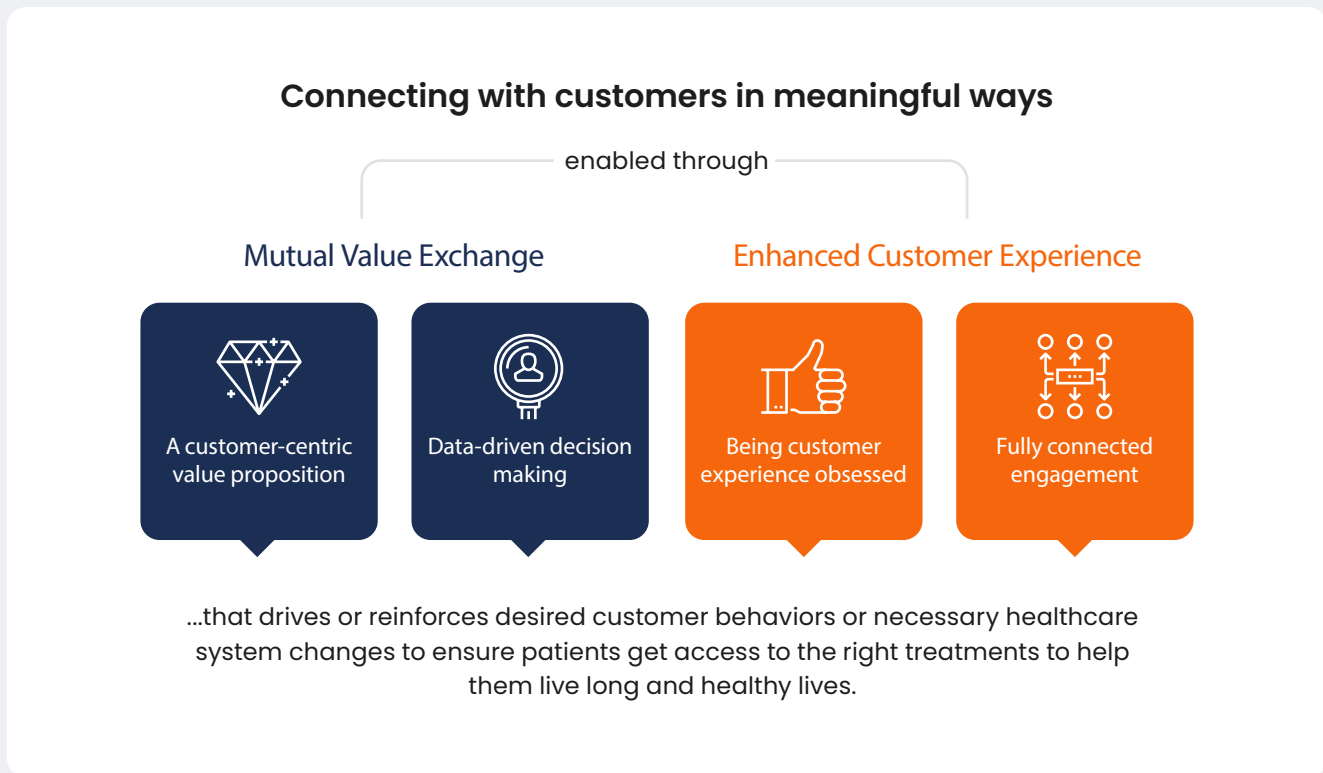 Connecting with customers in meaningful ways
enabled through
Mutual Value Exchange
Enhanced Customer Experience
A customer-centric
value proposition
Data-driven decision
making
Being customer
experience obsessed
Fully connected
engagement
...that drives or reinforces desired customer behaviors or necessary healthcare
system changes to ensure patients get access to the right treatments to help
them live long and healthy lives.